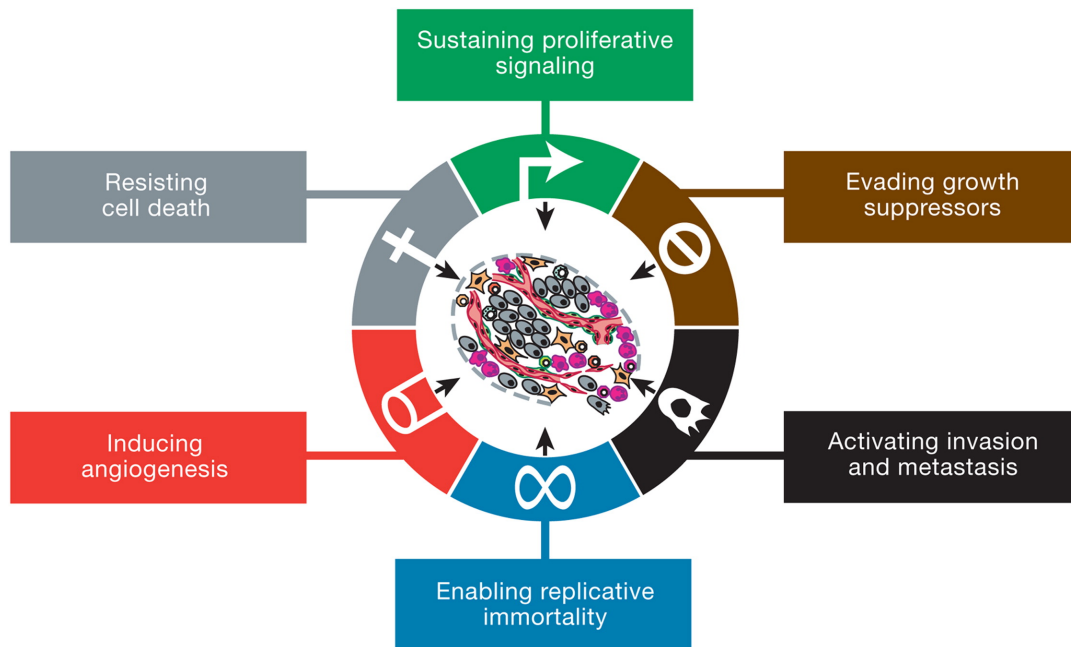 Sustaining proliferative
signaling
Resisting
cell death
Evading growth
suppressors
Inducing
angiogenesis
Activating invasion
and metastasis
Enabling replicative
immortality